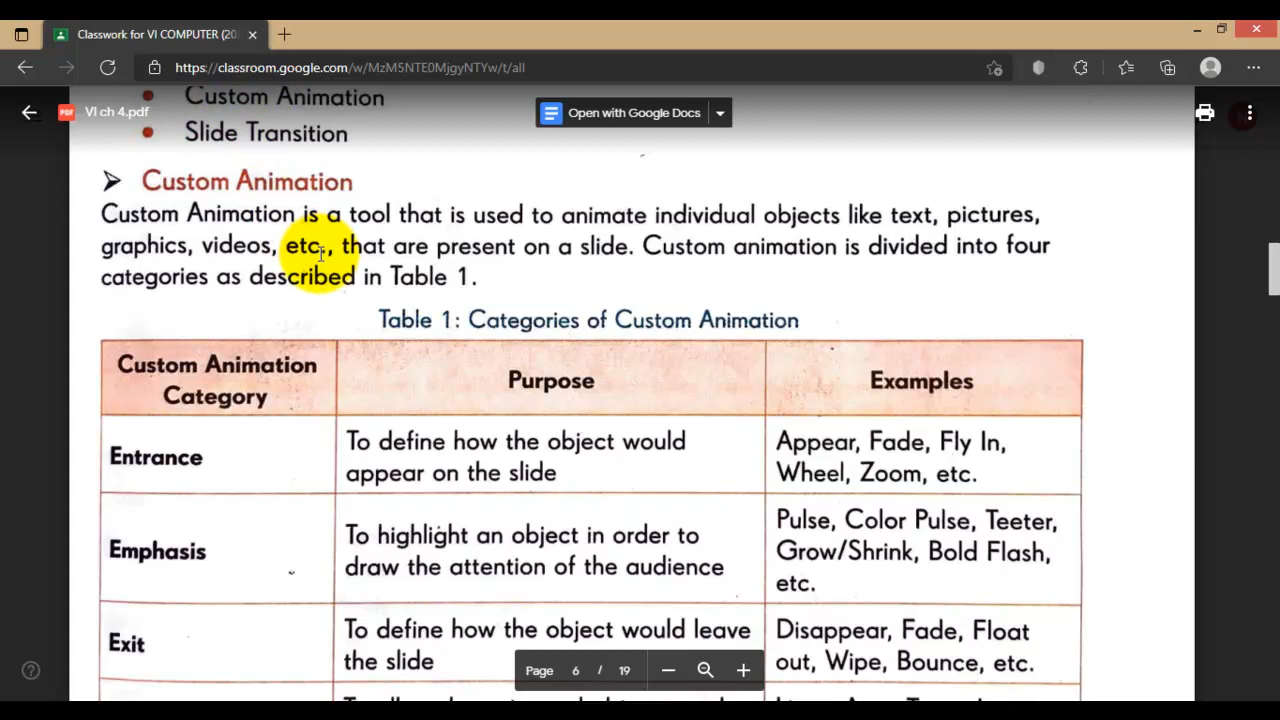 Classwork for VI COMPUTER (20
https://classroom.google.com/w/MzM5NTE0MjgyNTYw/t/all
Custom Animation
VI ch 4.pdf
Open with Google Docs
Slide Transition
Custom Animation
Custom Animation is a tool that is used to animate individual objects like text, pictures,
graphics, videos, etc., that are present on a slide. Custom animation is divided into four
categories as described in Table 1.
Table 1: Categories of Custom Animation
Custom Animation
Category
Purpose
Examples
Entrance
To define how the object would
appear on the slide
Appear, Fade, Fly In,
Wheel, Zoom, etc.
Emphasis
To highlight an object in order to
draw the attention of the audience
Pulse, Color Pulse, Teeter,
Grow/Shrink, Bold Flash,
etc.
Exit
To define how the object would leave
the slide
Disappear, Fade, Float
out, Wipe, Bounce, etc.
Page 6 / 19